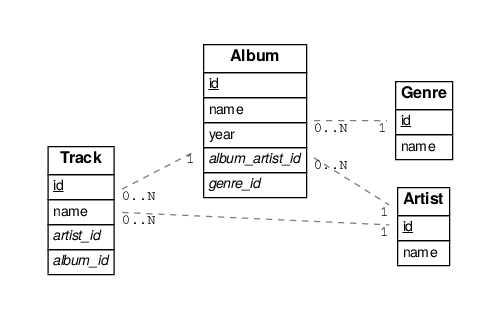 Album
id
name
year
album_artist_id
genre_id
Genre
id
name
Track
id
name
artist_id
album_id
Artist
id
name
0..N
1
1
0..N
0..N
1
0..N
1